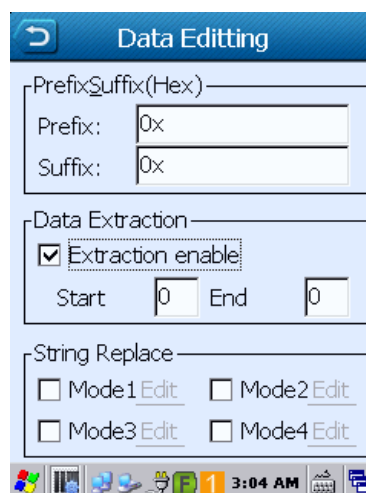 Data Editting
PrefixSuffix(Hex)
Prefix: 0x
Suffix: 0x
Data Extraction
Extraction enable
Start 0 End 0
String Replace
Mode1 Edit Mode2 Edit
Mode3 Edit Mode4 Edit
F 1 3:04 AM